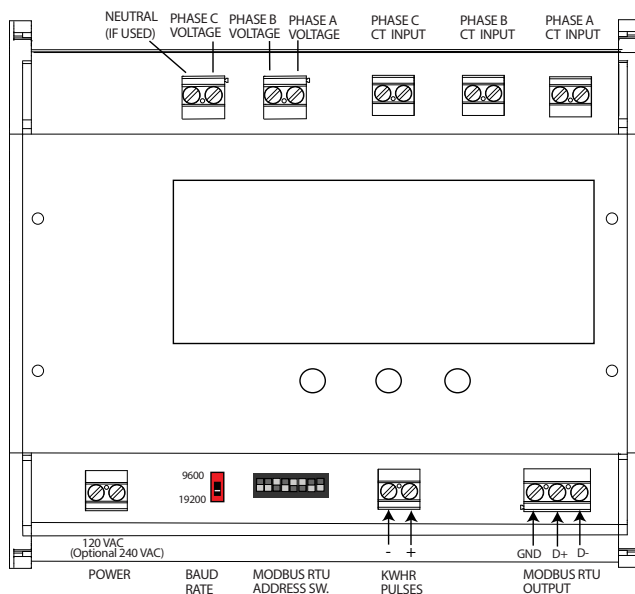 NEUTRAL
(IF USED)
PHASE C
VOLTAGE
PHASE B
VOLTAGE
PHASE A
VOLTAGE
PHASE C
CT INPUT
PHASE B
CT INPUT
PHASE A
CT INPUT
9600
19200
120 VAC
(Optional 240 VAC)
POWER
BAUD
RATE
MODBUS RTU
ADDRESS SW.
- +
KWHR
PULSES
GND D+ D-
MODBUS RTU
OUTPUT